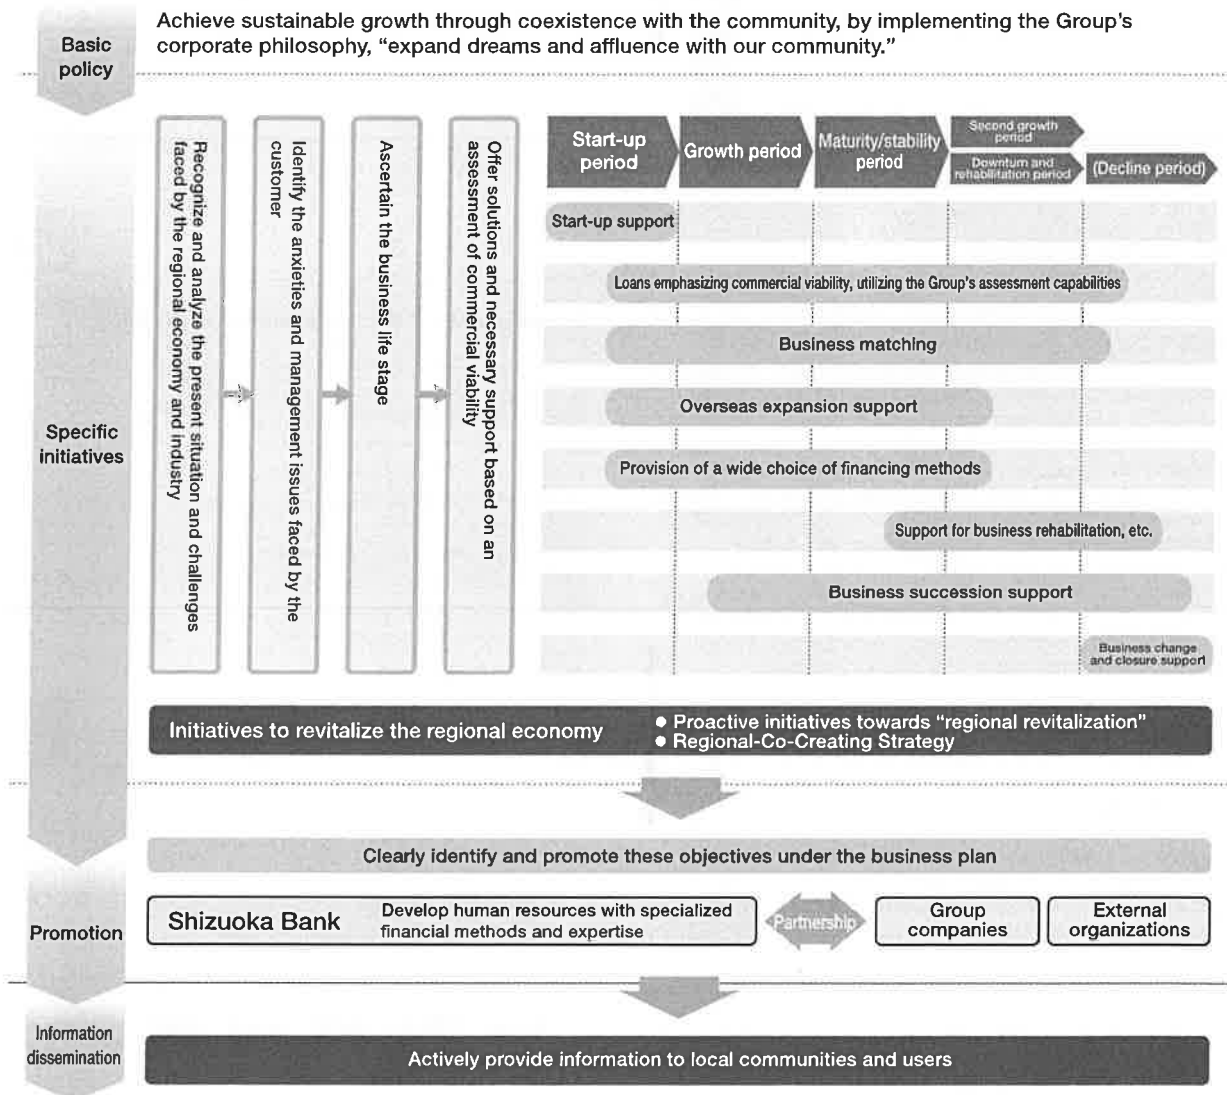 Basic
policy
Achieve sustainable growth through coexistence with the community, by implementing the Group's
corporate philosophy, “expand dreams and affluence with our community.”
Specific
initiatives
Recognize and analyze the present situation and challenges
faced by the regional economy and industry
Identify the anxieties and management issues faced by the
customer
Ascertain the business life stage
Offer solutions and necessary support based on an
assessment of commercial viability
Start-up
period
Growth period
Maturity/stability
period
Second growth
period
Downturn and
rehabilitation period
(Decline period)
Start-up support
Loans emphasizing commercial viability, utilizing the Group's assessment capabilities
Business matching
Overseas expansion support
Provision of a wide choice of financing methods
Support for business rehabilitation, etc.
Business succession support
Business change
and closure support
Initiatives to revitalize the regional economy
● Proactive initiatives towards “regional revitalization”
● Regional-Co-Creating Strategy
Promotion
Clearly identify and promote these objectives under the business plan
Shizuoka Bank
Develop human resources with specialized
financial methods and expertise
Partnership
Group
companies
External
organizations
Information
dissemination
Actively provide information to local communities and users